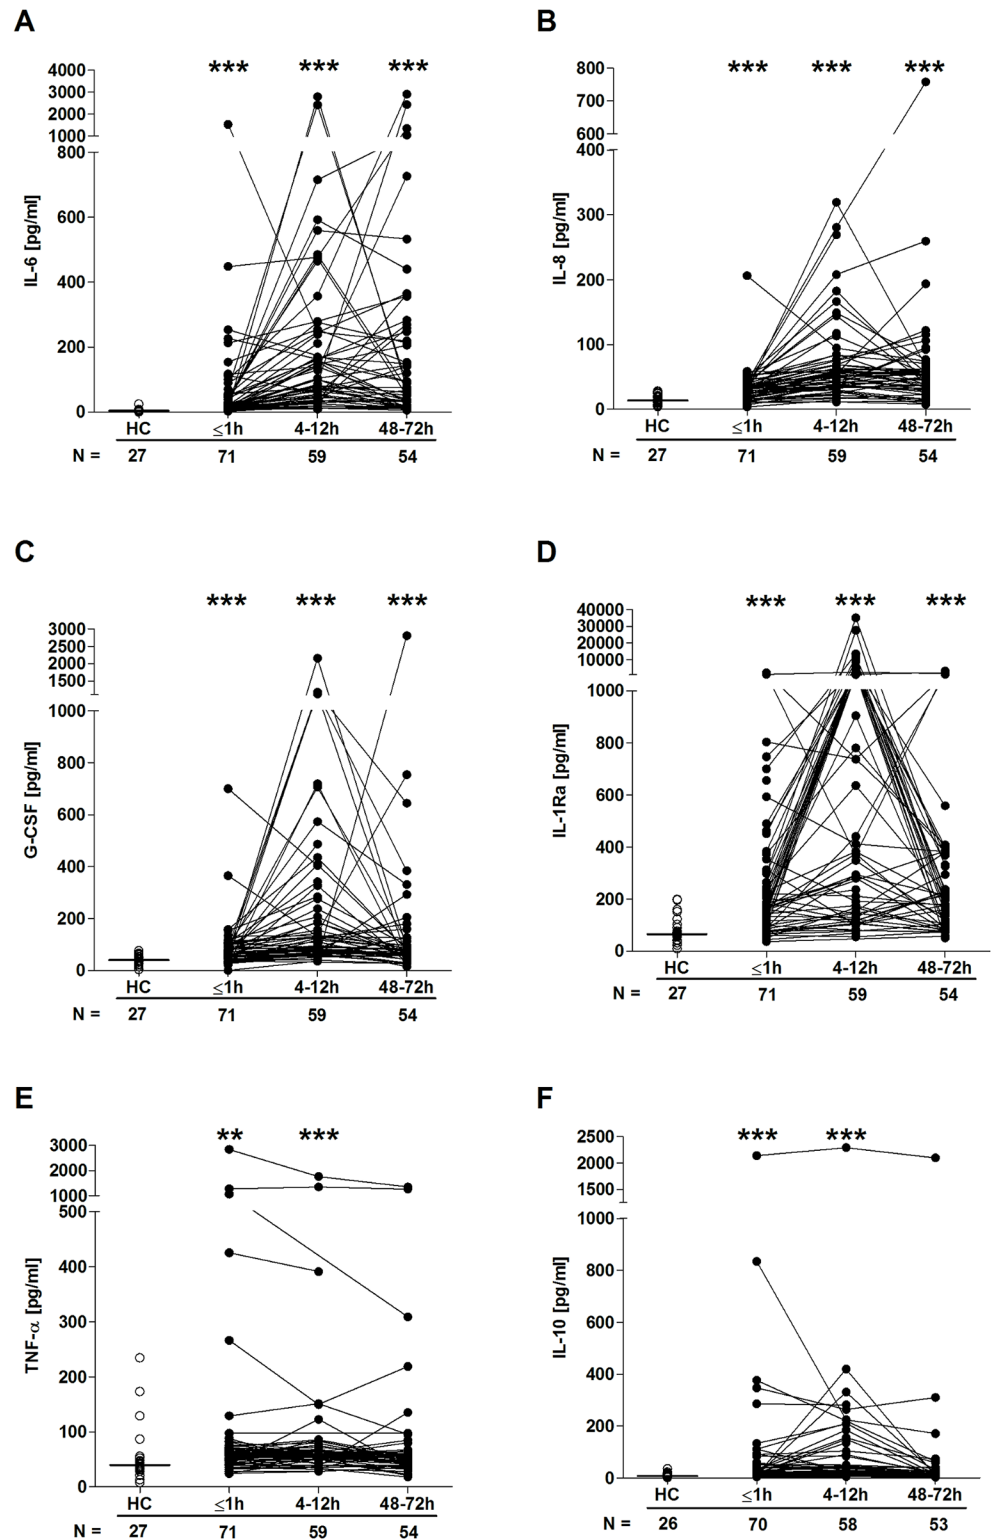 A
*** *** ***
4000
3000
2000
1000
800
600
400
200
0
IL-6 [pg/ml]
HC ≤1h 4-12h 48-72h
N = 27 71 59 54
B
*** *** ***
800
700
600
400
300
200
100
0
IL-8 [pg/ml]
HC ≤1h 4-12h 48-72h
N = 27 71 59 54
C
*** *** ***
3000
2500
2000
1500
1000
800
600
400
200
0
G-CSF [pg/ml]
HC ≤1h 4-12h 48-72h
N = 27 71 59 54
D
*** *** ***
40000
30000
20000
10000
1000
800
600
400
200
0
IL-1Ra [pg/ml]
HC ≤1h 4-12h 48-72h
N = 27 71 59 54
E
** ***
3000
2000
1000
500
400
300
200
100
0
TNF-α [pg/ml]
HC ≤1h 4-12h 48-72h
N = 27 71 59 54
F
*** ***
2500
2000
1500
1000
800
600
400
200
0
IL-10 [pg/ml]
HC ≤1h 4-12h 48-72h
N = 26 70 58 53